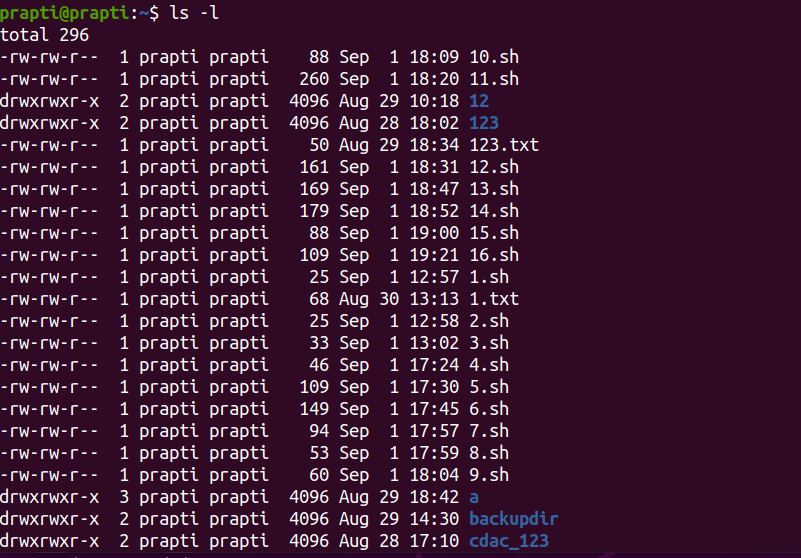 prapti@prapti:~$ ls -l
total 296
-rw-rw-r--  1 prapti prapti    88 Sep  1 18:09 10.sh
-rw-rw-r--  1 prapti prapti   260 Sep  1 18:20 11.sh
drwxrwxr-x  2 prapti prapti  4096 Aug 29 10:18 12
drwxrwxr-x  2 prapti prapti  4096 Aug 28 18:02 123
-rw-rw-r--  1 prapti prapti    50 Aug 29 18:34 123.txt
-rw-rw-r--  1 prapti prapti   161 Sep  1 18:31 12.sh
-rw-rw-r--  1 prapti prapti   169 Sep  1 18:47 13.sh
-rw-rw-r--  1 prapti prapti   179 Sep  1 18:52 14.sh
-rw-rw-r--  1 prapti prapti    88 Sep  1 19:00 15.sh
-rw-rw-r--  1 prapti prapti   109 Sep  1 19:21 16.sh
-rw-rw-r--  1 prapti prapti    25 Sep  1 12:57 1.sh
-rw-rw-r--  1 prapti prapti    68 Aug 30 13:13 1.txt
-rw-rw-r--  1 prapti prapti    25 Sep  1 12:58 2.sh
-rw-rw-r--  1 prapti prapti    33 Sep  1 13:02 3.sh
-rw-rw-r--  1 prapti prapti    46 Sep  1 17:24 4.sh
-rw-rw-r--  1 prapti prapti   109 Sep  1 17:30 5.sh
-rw-rw-r--  1 prapti prapti   149 Sep  1 17:45 6.sh
-rw-rw-r--  1 prapti prapti    94 Sep  1 17:57 7.sh
-rw-rw-r--  1 prapti prapti    53 Sep  1 17:59 8.sh
-rw-rw-r--  1 prapti prapti    60 Sep  1 18:04 9.sh
drwxrwxr-x  3 prapti prapti  4096 Aug 29 18:42 a
drwxrwxr-x  2 prapti prapti  4096 Aug 29 14:30 backupdir
drwxrwxr-x  2 prapti prapti  4096 Aug 28 17:10 cdac_123